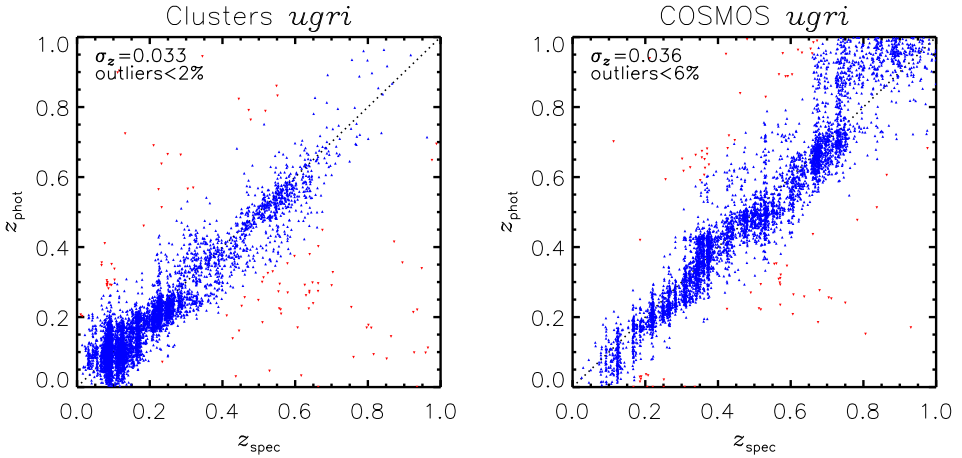 Clusters ugri
σz=0.033
outliers<2%
1.0
0.8
0.6
0.4
0.2
0.0
zphot
0.0 0.2 0.4 0.6 0.8 1.0
zspec
COSMOS ugri
σz=0.036
outliers<6%
1.0
0.8
0.6
0.4
0.2
0.0
zphot
0.0 0.2 0.4 0.6 0.8 1.0
zspec